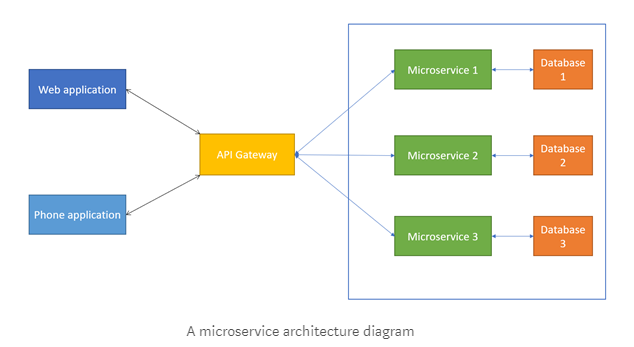 Web application
Phone application
API Gateway
Microservice 1
Database
1
Microservice 2
Database
2
Microservice 3
Database
3
A microservice architecture diagram